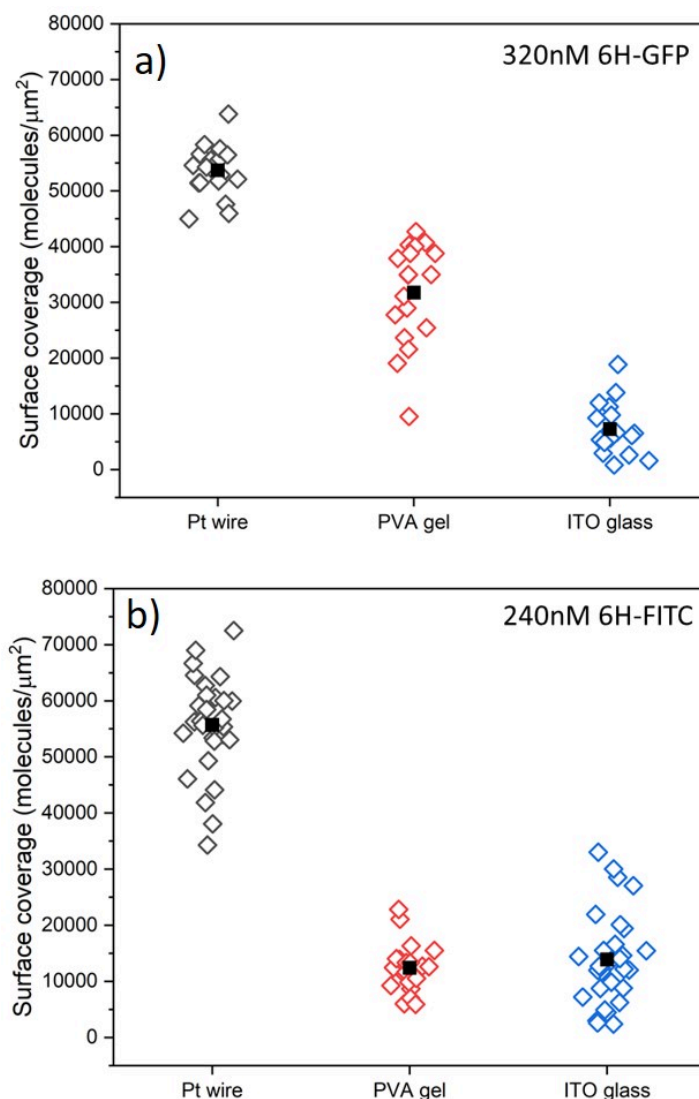 a)
320nM 6H-GFP
Surface coverage (molecules/μm²)
80000
70000
60000
50000
40000
30000
20000
10000
0
Pt wire PVA gel ITO glass
b)
240nM 6H-FITC
Surface coverage (molecules/μm²)
80000
70000
60000
50000
40000
30000
20000
10000
0
Pt wire PVA gel ITO glass